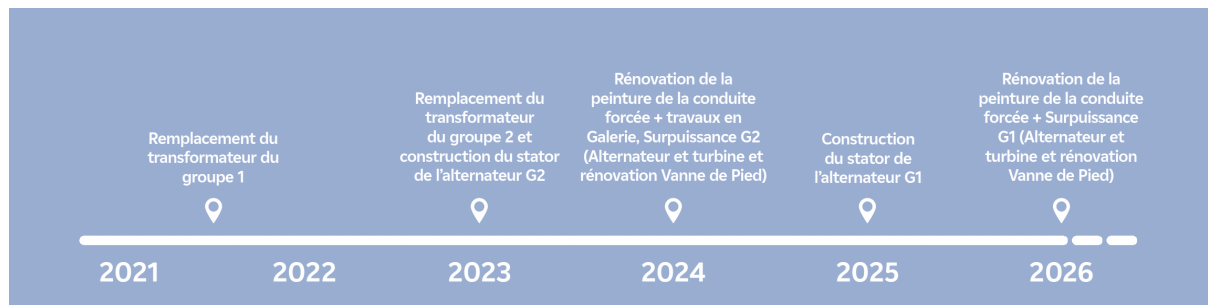 Remplacement du
transformateur du
groupe 1
Remplacement du
transformateur
du groupe 2 et
construction du stator
de l'alternateur G2
Rénovation de la
peinture de la conduite
forcée + travaux en
Galerie, Surpuissance G2
(Alternateur et turbine et
rénovation Vanne de Pied)
Construction
du stator de
l'alternateur G1
Rénovation de la
peinture de la conduite
forcée + Surpuissance
G1 (Alternateur et
turbine et rénovation
Vanne de Pied)
2021 2022 2023 2024 2025 2026